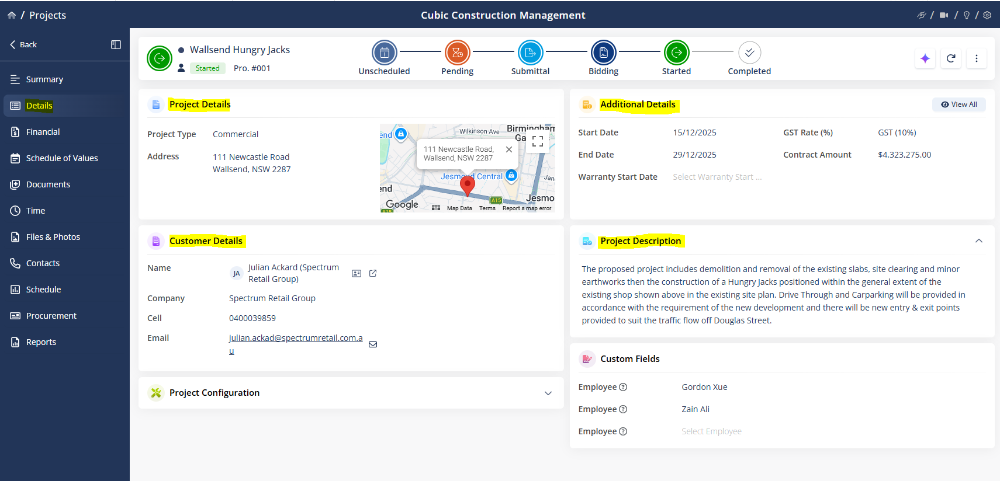 / Projects
Cubic Construction Management
/ / /
Back
Summary
Details
Financial
Schedule of Values
Documents
Time
Files & Photos
Contacts
Schedule
Procurement
Reports
Wallsend Hungry Jacks
Started Pro. #001
Unscheduled Pending Submittal Bidding Started Completed
Project Details
Project Type Commercial
Address 111 Newcastle Road
Wallsend, NSW 2287
Wilkinson Ave
Birmingham
Ga
end
111 Newcastle Road,
Wallsend, NSW 2287
Jesmond Central
Jan
end
A15
Jesmo
Google
A15
Map Data Terms Report a map error
Additional Details
View All
Start Date 15/12/2025 GST Rate (%) GST (10%)
End Date 29/12/2025 Contract Amount $4,323,275.00
Warranty Start Date Select Warranty Start ...
Customer Details
Name JA Julian Ackard (Spectrum
Retail Group)
Company Spectrum Retail Group
Cell 0400039859
Email julian.ackad@spectrumretail.com.a
u
Project Configuration
Project Description
The proposed project includes demolition and removal of the existing slabs, site clearing and minor
earthworks then the construction of a Hungry Jacks positioned within the general extent of the
existing shop shown above in the existing site plan. Drive Through and Carparking will be provided in
accordance with the requirement of the new development and there will be new entry & exit points
provided to suit the traffic flow off Douglas Street.
Custom Fields
Employee Gordon Xue
Employee Zain Ali
Employee Select Employee